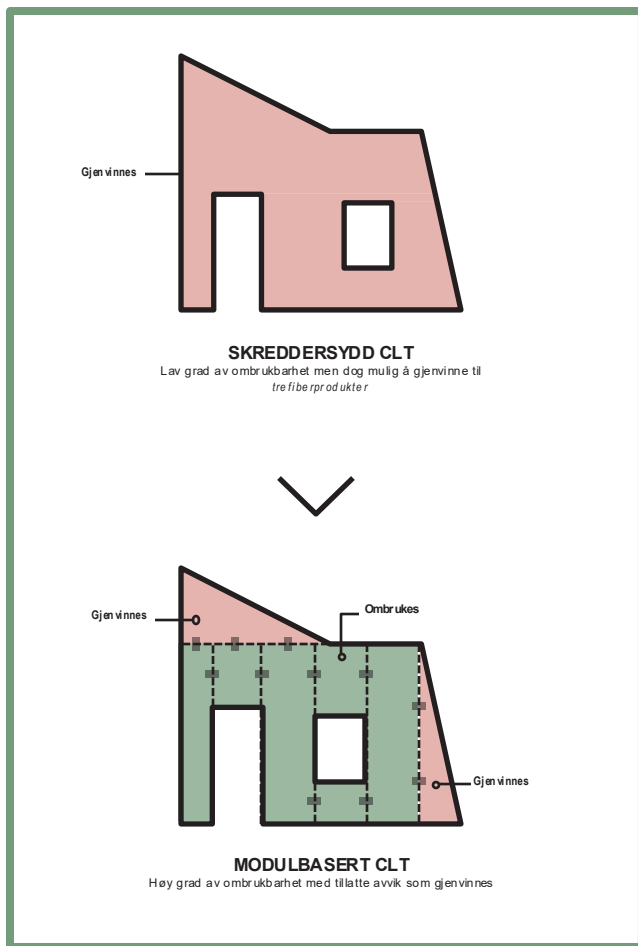 Gjenvinnes
SKREDDERSYDD CLT
Lav grad av ombrukbarhet men dog mulig å gjenvinne til
trefiberprodukter
Gjenvinnes
Ombrukes
Gjenvinnes
MODULBASERT CLT
Høy grad av ombrukbarhet med tillatte avvik som gjenvinnes